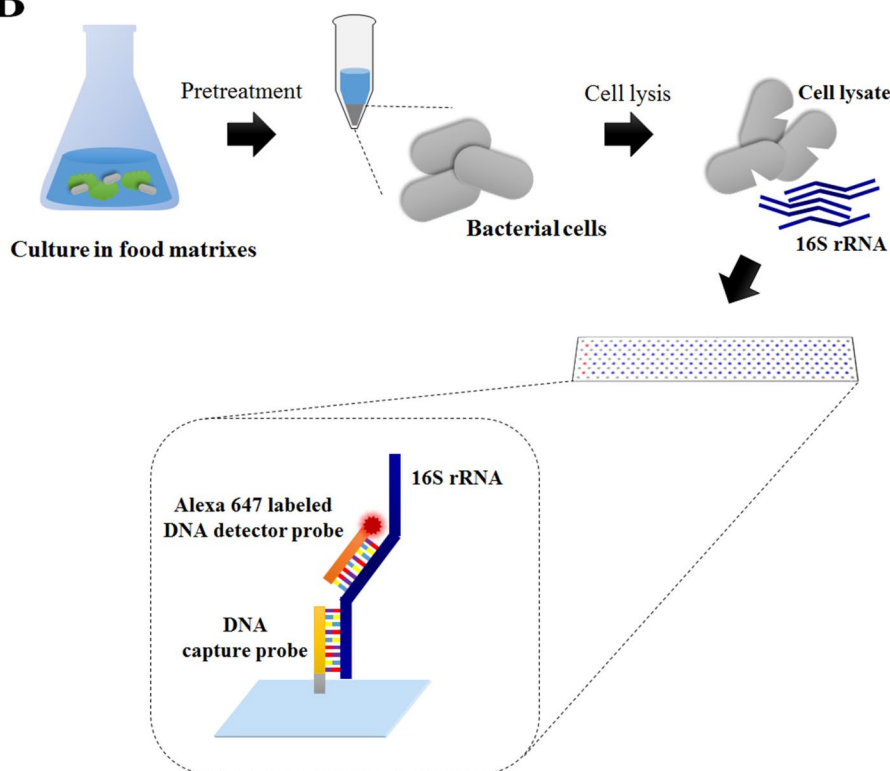 Pretreatment
Cell lysis
Cell lysate
Culture in food matrixes
Bacterial cells
16S rRNA
16S rRNA
Alexa 647 labeled
DNA detector probe
DNA
capture probe